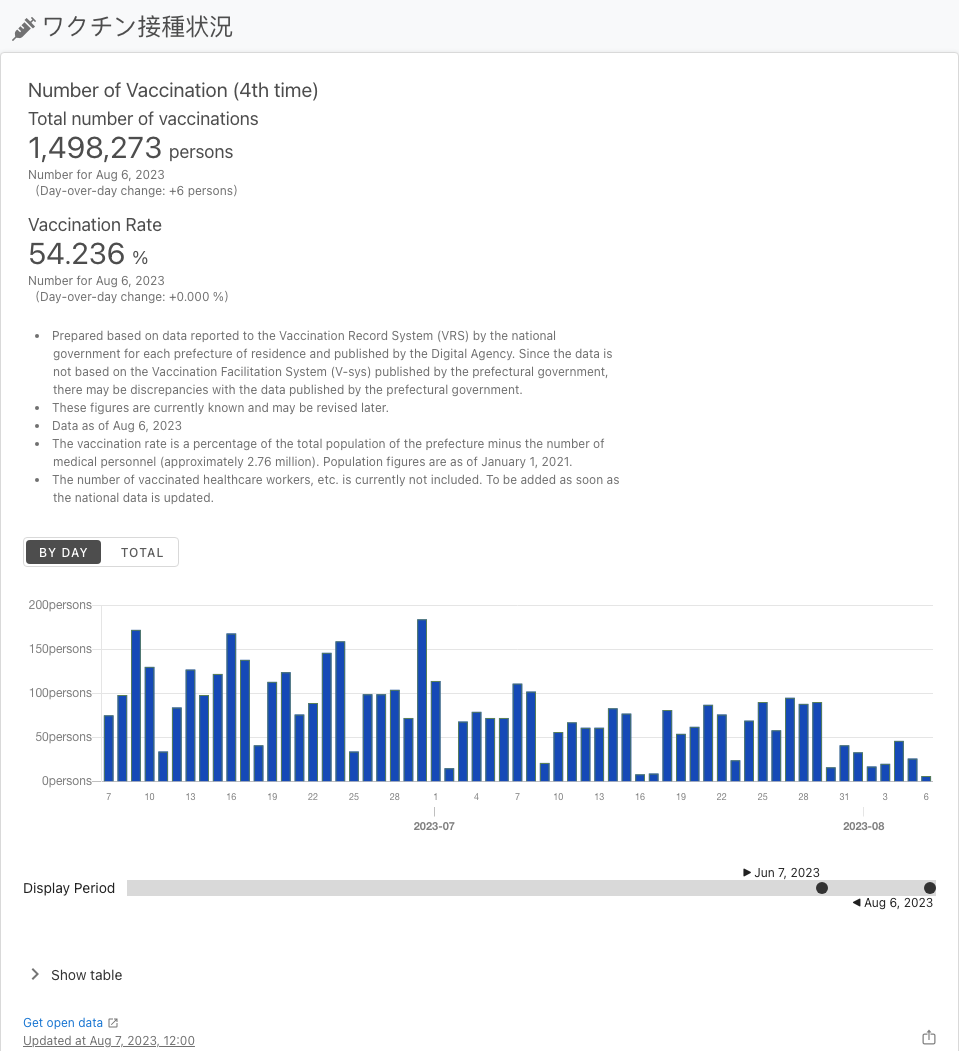 ワクチン接種状況
Number of Vaccination (4th time)
Total number of vaccinations
1,498,273 persons
Number for Aug 6, 2023
(Day-over-day change: +6 persons)
Vaccination Rate
54.236 %
Number for Aug 6, 2023
(Day-over-day change: +0.000 %)
• Prepared based on data reported to the Vaccination Record System (VRS) by the national
government for each prefecture of residence and published by the Digital Agency. Since the data is
not based on the Vaccination Facilitation System (V-sys) published by the prefectural government,
there may be discrepancies with the data published by the prefectural government.
• These figures are currently known and may be revised later.
• Data as of Aug 6, 2023
• The vaccination rate is a percentage of the total population of the prefecture minus the number of
medical personnel (approximately 2.76 million). Population figures are as of January 1, 2021.
• The number of vaccinated healthcare workers, etc. is currently not included. To be added as soon as
the national data is updated.
BY DAY TOTAL
200persons
150persons
100persons
50persons
0persons
7 10 13 16 19 22 25 28 1 4 7 10 13 16 19 22 25 28 31 3 6
2023-07 2023-08
Jun 7, 2023
Display Period
Aug 6, 2023
Show table
Get open data
Updated at Aug 7, 2023, 12:00